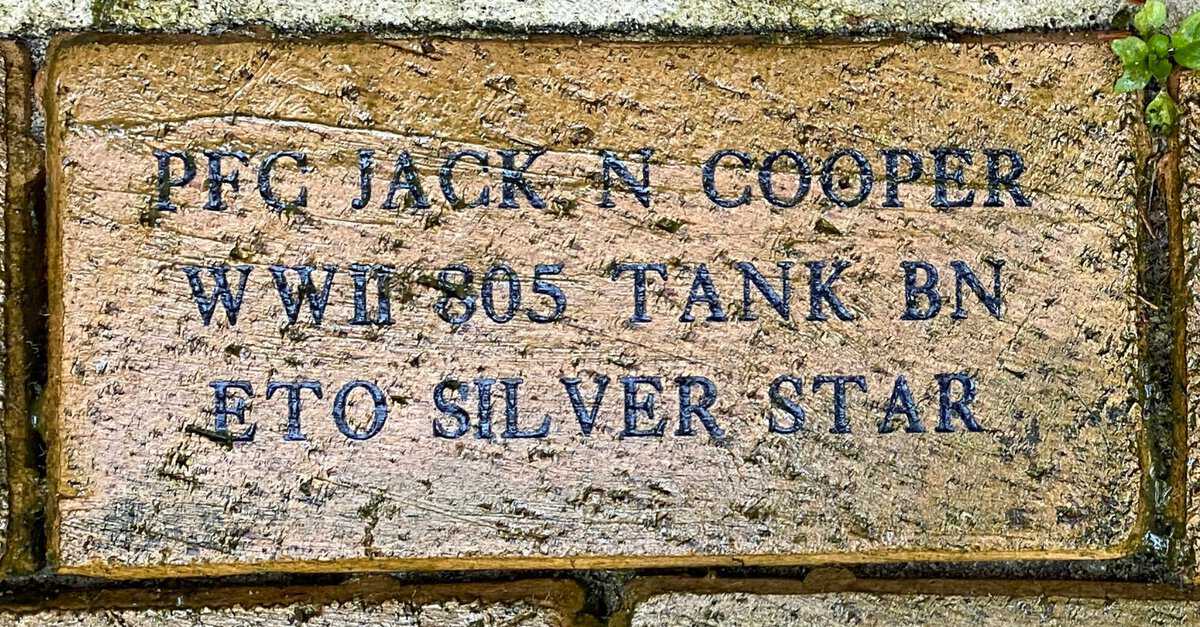 PFC JACK N COOPER
WWII 805 TANK BN
ETO SILVER STAR